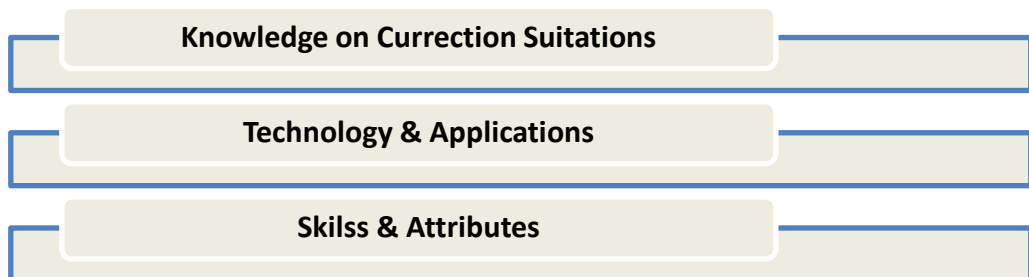 Knowledge on Currection Suitations
Technology & Applications
Skilss & Attributes